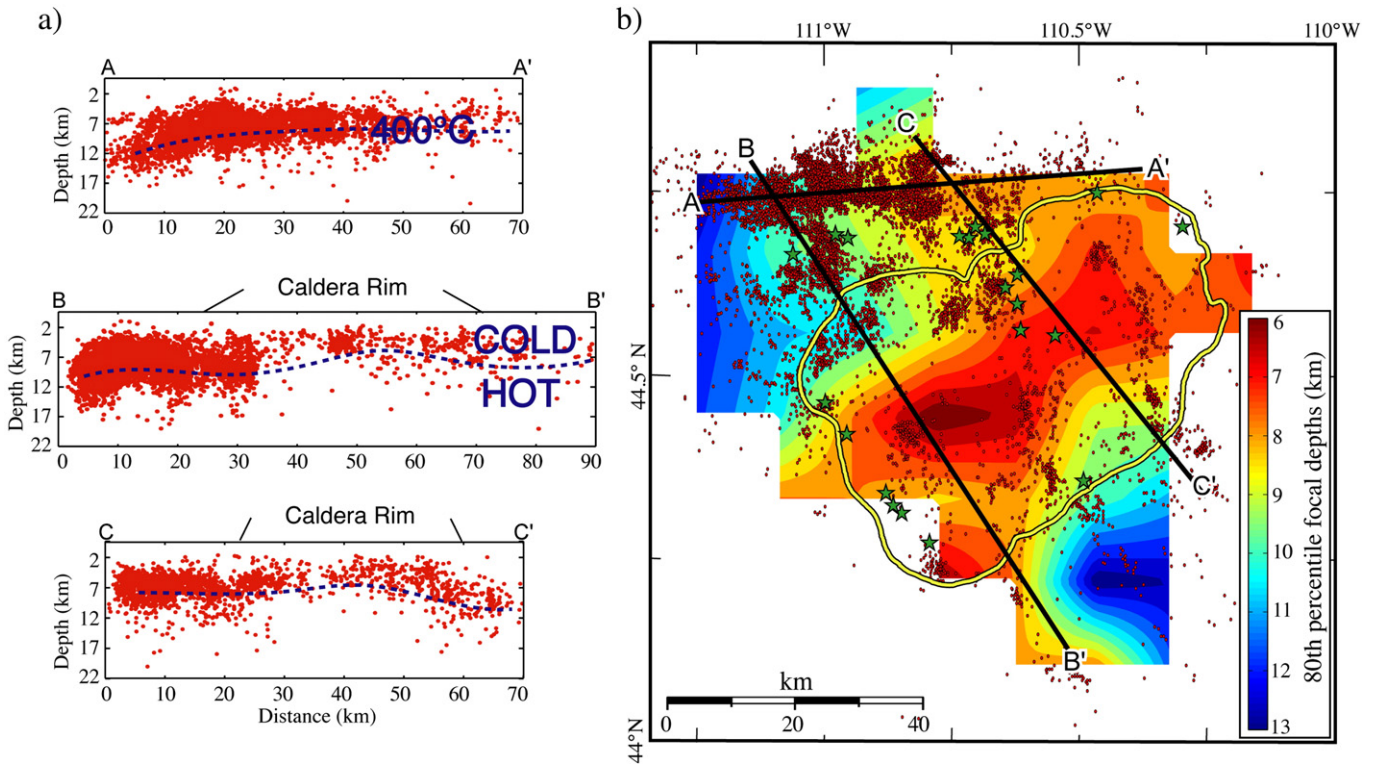 a)
A A'
2
7
12
17
22
Depth (km)
400°C
0 10 20 30 40 50 60 70
Caldera Rim
B B'
2
7
12
17
22
Depth (km)
COLD
HOT
0 10 20 30 40 50 60 70 80 90
Caldera Rim
C C'
2
7
12
17
22
Depth (km)
0 10 20 30 40 50 60 70
Distance (km)
b)
111°W 110.5°W 110°W
44.5° N
44°N
B
C
A
A'
C'
B'
km
0 20 40
6
7
8
9
10
11
12
13
80th percentile focal depths (km)